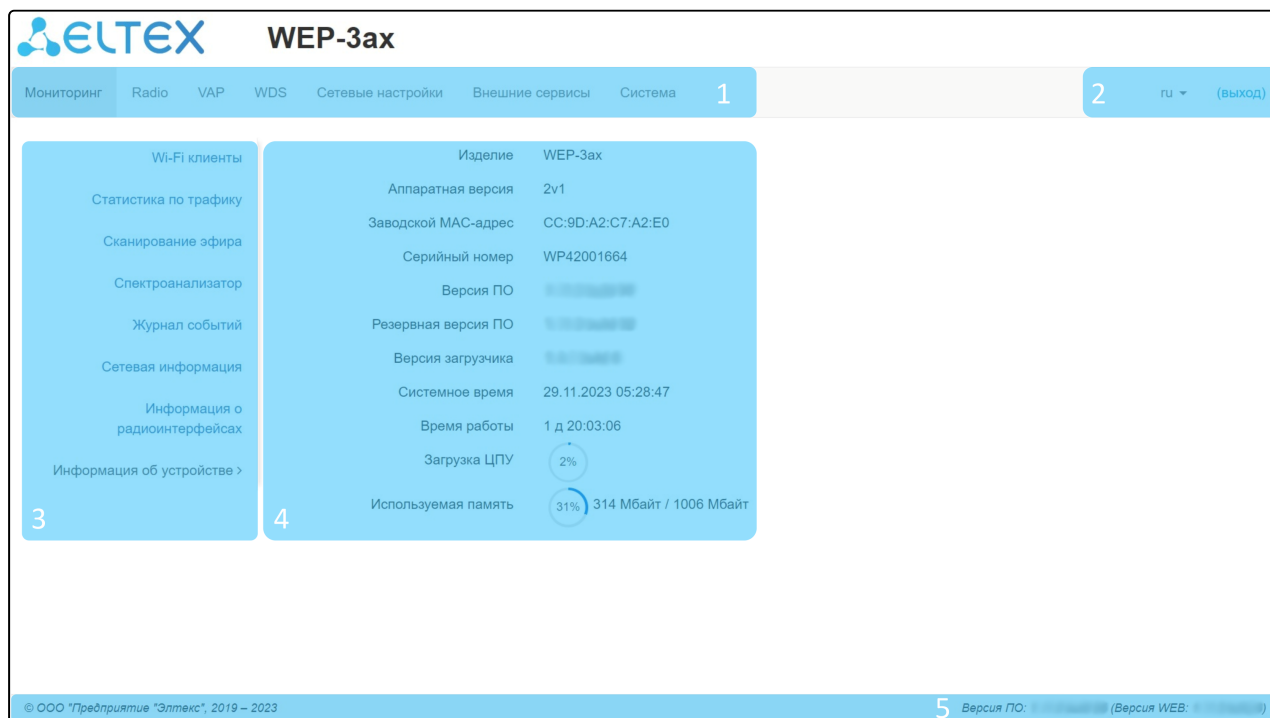 ELTEX WEP-3ax
Мониторинг Radio VAP WDS Сетевые настройки Внешние сервисы Система 1 2 ru (выход)
Wi-Fi клиенты
Статистика по трафику
Сканирование эфира
Спектроанализатор
Журнал событий
Сетевая информация
Информация о
радиоинтерфейсах
Информация об устройстве >
3
Изделие WEP-3ax
Аппаратная версия 2v1
Заводской MAC-адрес CC:9D:A2:C7:A2:E0
Серийный номер WP42001664
Версия ПО
Резервная версия ПО
Версия загрузчика
Системное время 29.11.2023 05:28:47
Время работы 1 д 20:03:06
Загрузка ЦПУ 2%
Используемая память 31% 314 Мбайт / 1006 Мбайт
4
© ООО "Предприятие "Элтекс", 2019 – 2023 5 Версия ПО: (Версия WEB: )